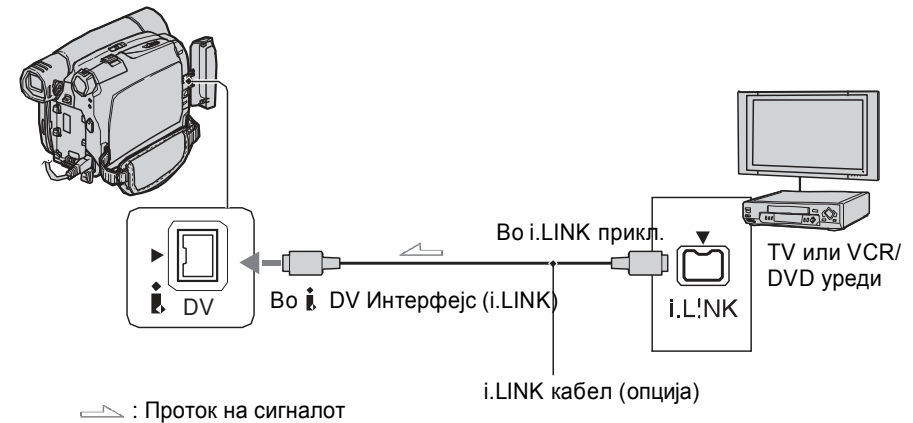 Во i.LINK прикл.
TV или VCR/
DVD уреди
DV
Во i DV Интерфејс (i.LINK)
i.LINK
i.LINK кабел (опција)
: Проток на сигналот